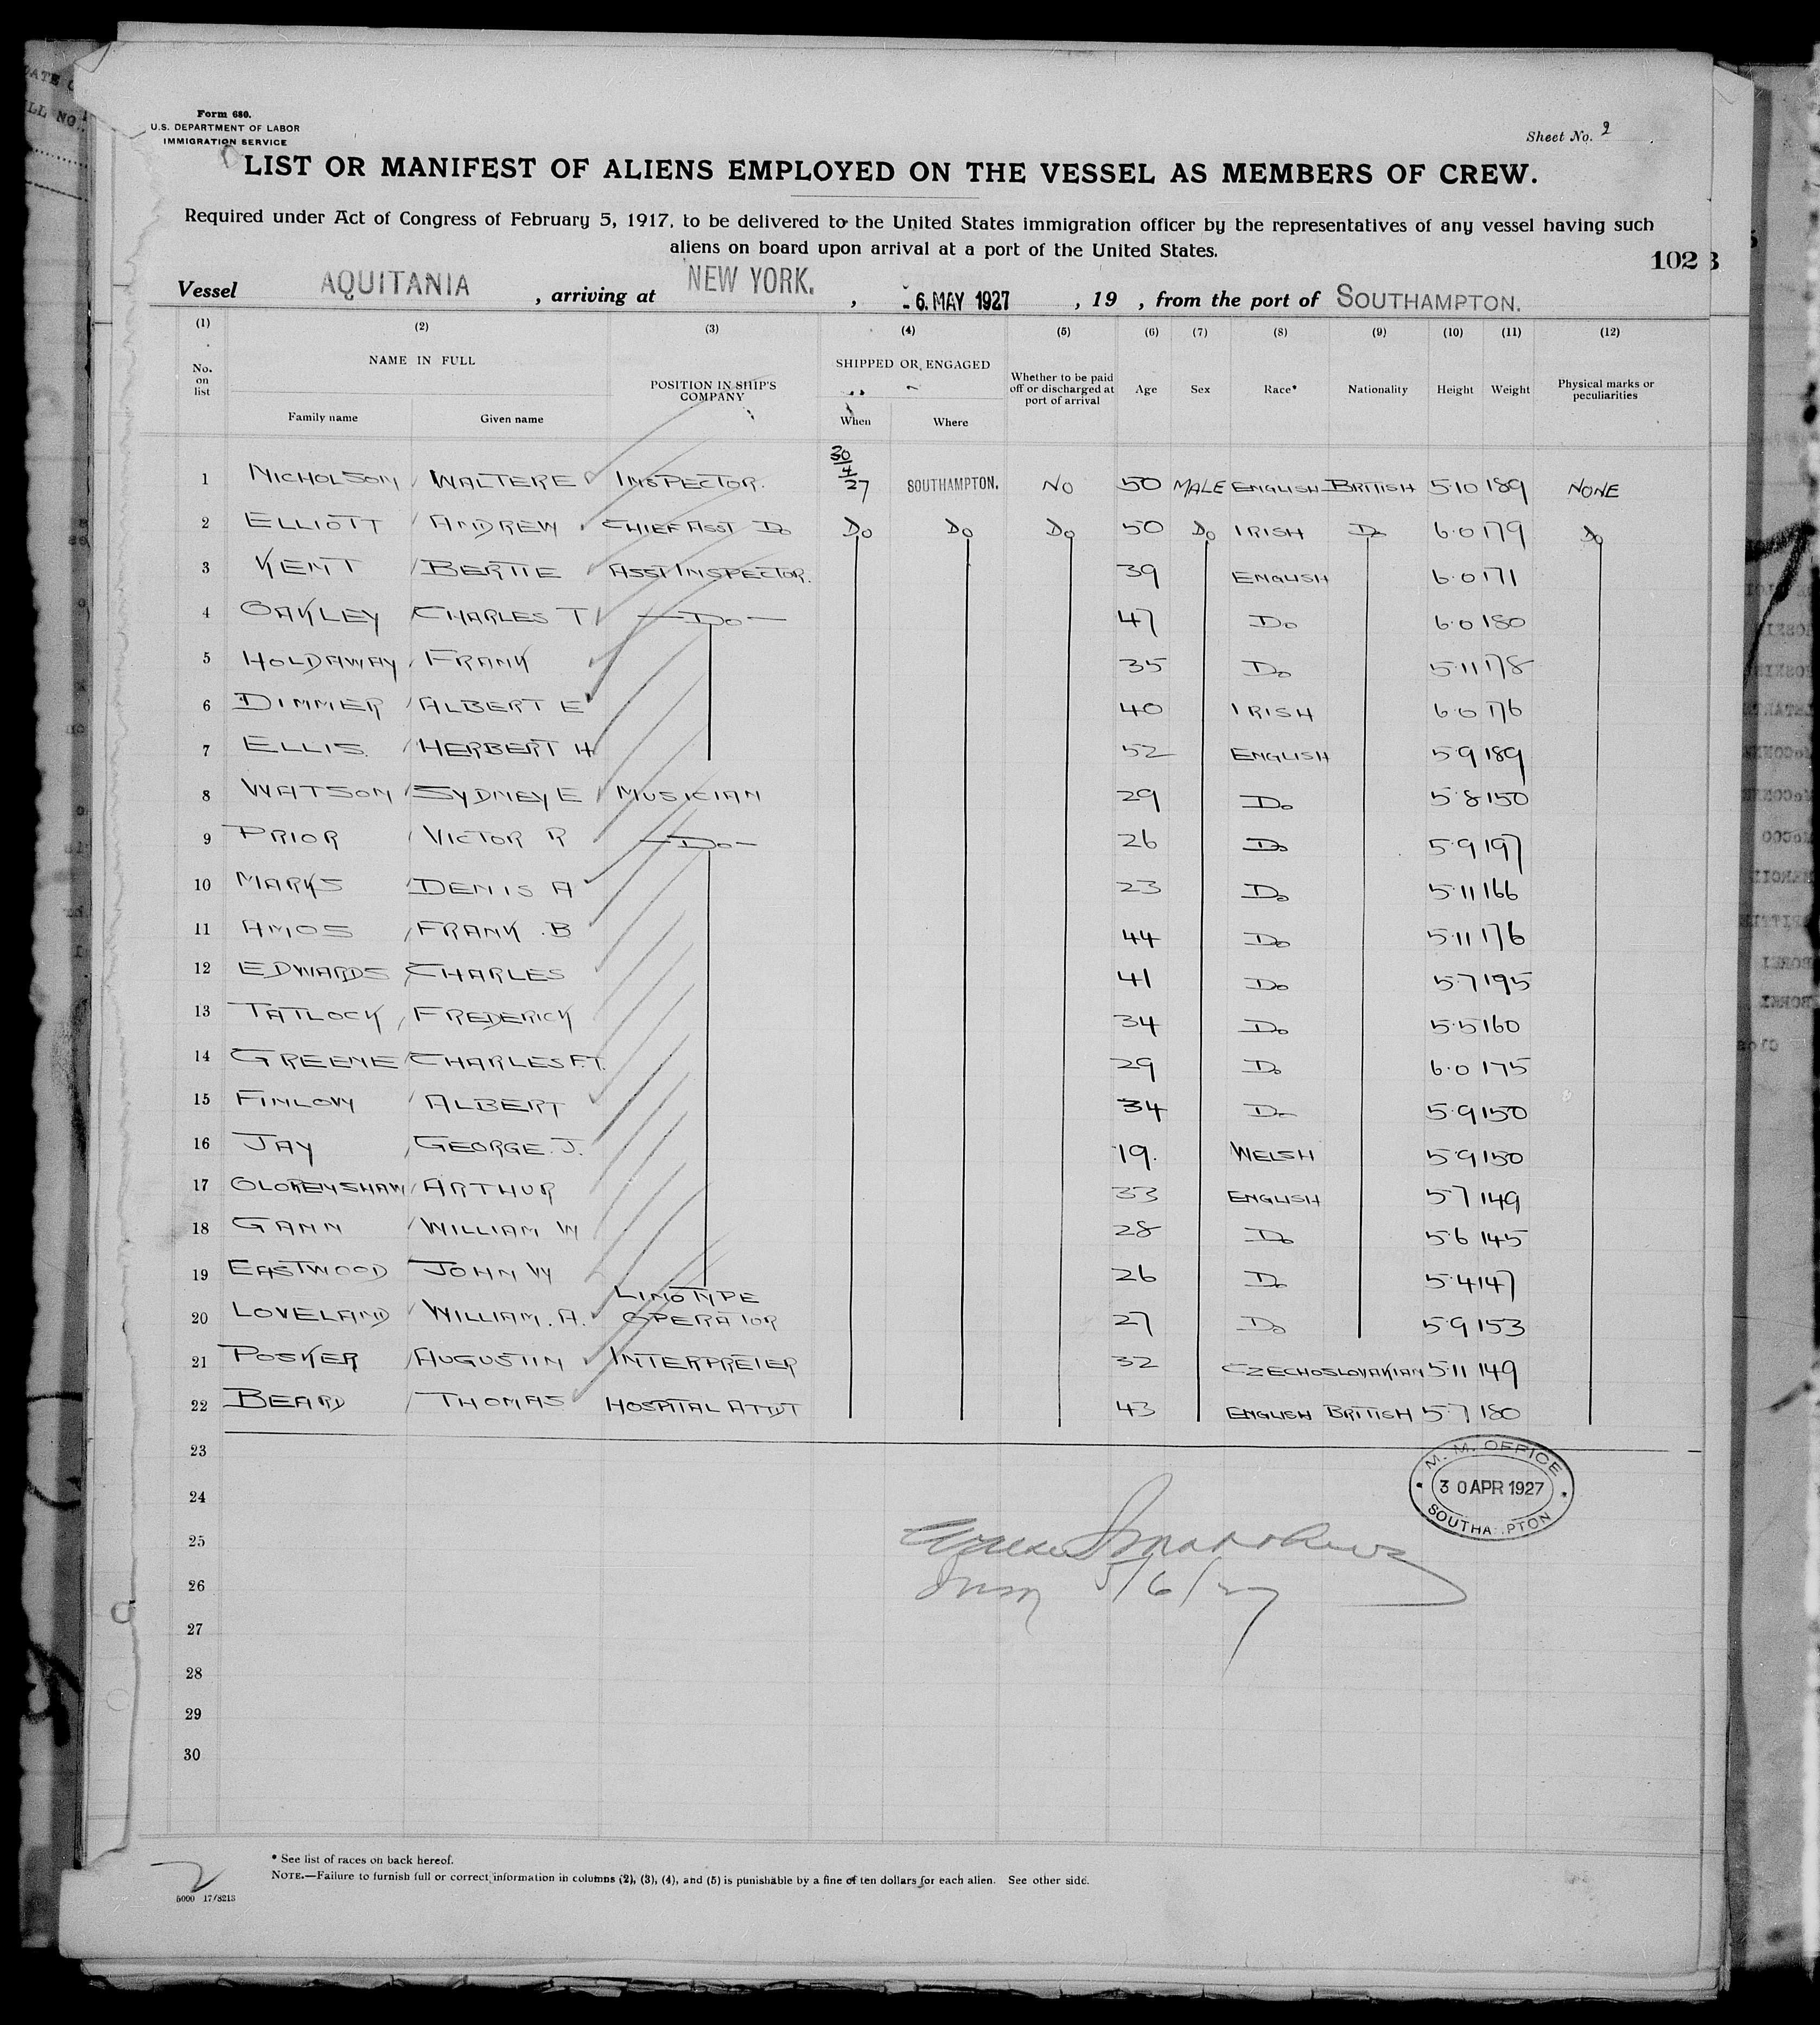 Form 680.
U.S. DEPARTMENT OF LABOR
IMMIGRATION SERVICE
Sheet No. 2
LIST OR MANIFEST OF ALIENS EMPLOYED ON THE VESSEL AS MEMBERS OF CREW.
Required under Act of Congress of February 5, 1917, to be delivered to the United States immigration officer by the representatives of any vessel having such
aliens on board upon arrival at a port of the United States.
102 3
Vessel AQUITANIA , arriving at NEW YORK. , - 6. MAY 1927 , 19 , from the port of SOUTHAMPTON.
(1) (2) (3) (4) (5) (6) (7) (8) (9) (10) (11) (12)
No. on list NAME IN FULL Family name Given name POSITION IN SHIP'S COMPANY SHIPPED OR ENGAGED When Where Whether to be paid off or discharged at port of arrival Age Sex Race* Nationality Height Weight Physical marks or peculiarities
1 NICHOLSON WALTER E INSPECTOR. 30/4/27 SOUTHAMPTON. NO 50 MALE ENGLISH BRITISH 5.10 189 NONE
2 ELLIOTT ANDREW CHIEF ASST DO DO DO DO 50 DO IRISH DO 6.0 179 DO
3 KENT BERTIE ASST INSPECTOR. 39 ENGLISH 6.0 171
4 OAKLEY CHARLES T — DO — 47 DO 6.0 180
5 HOLDAWAY FRANK 35 DO 5.11 178
6 DIMMER ALBERT E 40 IRISH 6.0 176
7 ELLIS. HERBERT H 52 ENGLISH 5.9 189
8 WATSON SYDNEY E MUSICIAN 29 DO 5.8 150
9 PRIOR VICTOR R — DO — 26 DO 5.9 197
10 MARKS DENIS A 23 DO 5.11 166
11 AMOS FRANK .B 44 DO 5.11 176
12 EDWARDS CHARLES 41 DO 5.7 195
13 TATLOCK FREDERICK 34 DO 5.5 160
14 GREENE CHARLES F.T. 29 DO 6.0 175
15 FINLOW ALBERT 34 DO 5.9 150
16 JAY GEORGE. J. 19. WELSH 5.9 150
17 OLORENSHAW ARTHUR 33 ENGLISH 5.7 149
18 GANN WILLIAM W 28 DO 5.6 145
19 EASTWOOD JOHN W 26 DO 5.4 147
20 LOVELAND WILLIAM. A. LINOTYPE OPERATOR 27 DO 5.9 153
21 POSKER AUGUSTIN INTERPRETER 32 CZECHOSLOVAKIAN 5.11 149
22 BEARD THOMAS HOSPITAL ATTDT 43 ENGLISH BRITISH 5.7 180
23
24
25
26
27
28
29
30
M. M. OFFICE
30 APR 1927
SOUTHA PTON
5/6/27
* See list of races on back hereof.
NOTE.—Failure to furnish full or correct information in columns (2), (3), (4), and (5) is punishable by a fine of ten dollars for each alien. See other side.
2
5000 17/8213